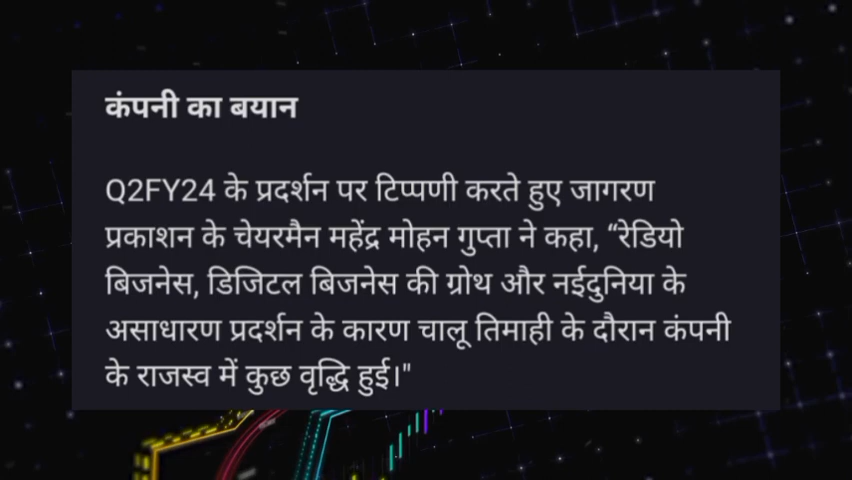 कंपनी का बयान
Q2FY24 के प्रदर्शन पर टिप्पणी करते हुए जागरण
प्रकाशन के चेयरमैन महेंद्र मोहन गुप्ता ने कहा, “रेडियो
बिजनेस, डिजिटल बिजनेस की ग्रोथ और नईदुनिया के
असाधारण प्रदर्शन के कारण चालू तिमाही के दौरान कंपनी
के राजस्व में कुछ वृद्धि हुई।"